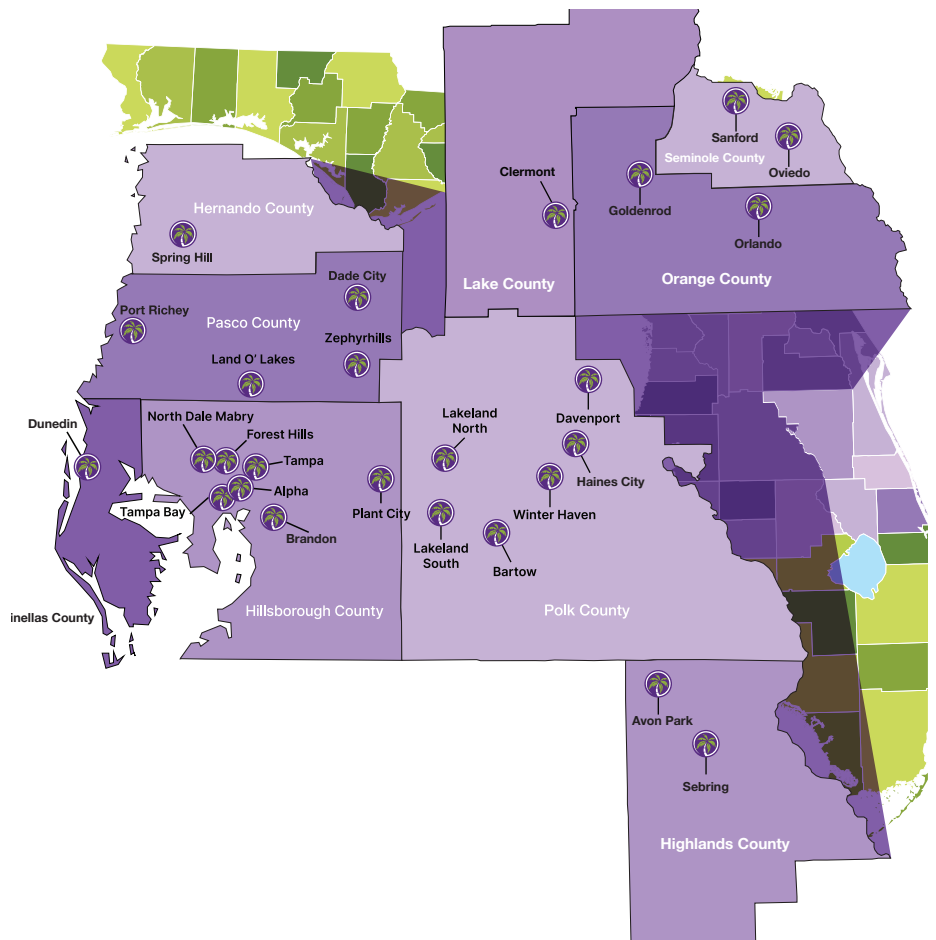 Sanford
Seminole County
Oviedo
Clermont
Goldenrod
Orlando
Hernando County
Spring Hill
Lake County
Orange County
Dade City
Port Richey
Pasco County
Zephyrhills
Land O' Lakes
Davenport
North Dale Mabry
Lakeland
North
Dunedin
Forest Hills
Tampa
Haines City
Alpha
Tampa Bay
Plant City
Winter Haven
Brandon
Lakeland
South
Bartow
inellas County
Hillsborough County
Polk County
Avon Park
Sebring
Highlands County